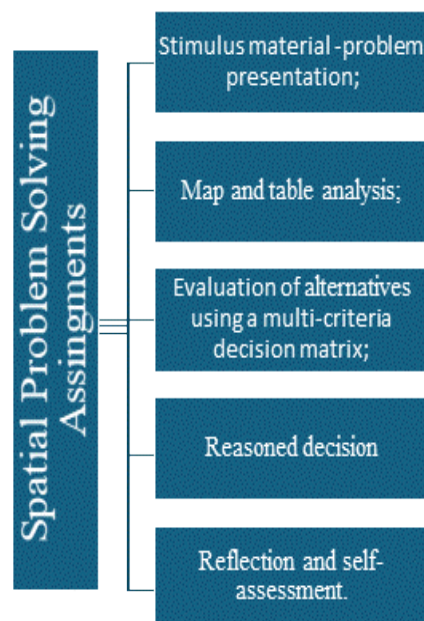 Spatial Problem Solving
Assingments
Stimulus material -problem
presentation;
Map and table analysis;
Evaluation of alternatives
using a multi-criteria
decision matrix;
Reasoned decision
Reflection and self-
assessment.